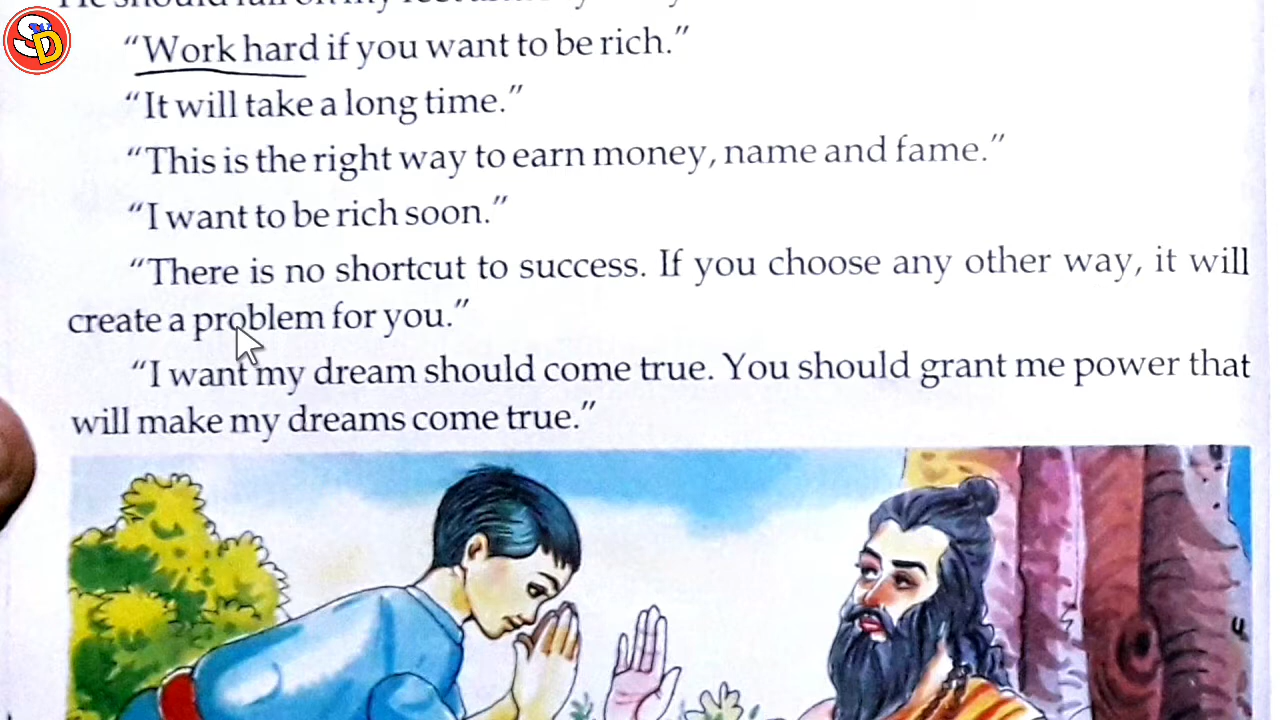 SD
"Work hard if you want to be rich."
"It will take a long time."
"This is the right way to earn money, name and fame."
"I want to be rich soon."
"There is no shortcut to success. If you choose any other way, it will
create a problem for you."
"I want my dream should come true. You should grant me power that
will make my dreams come true."